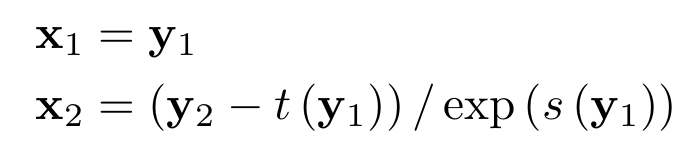 x₁ = y₁
x₂ = (y₂ − t (y₁)) / exp (s (y₁))